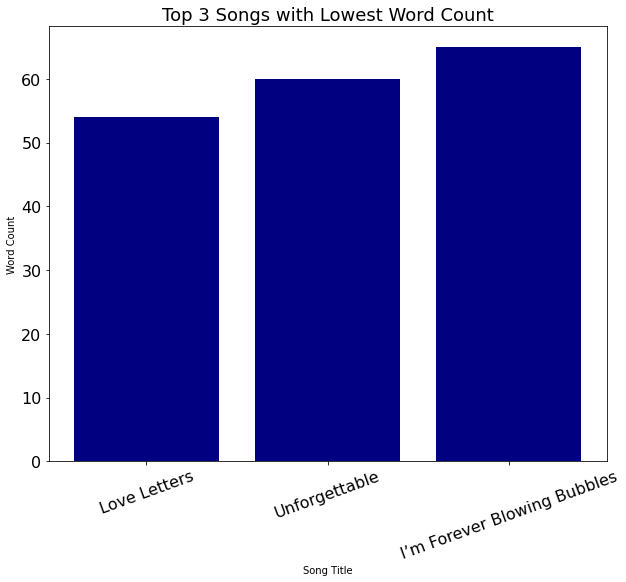 Top 3 Songs with Lowest Word Count
Word Count
60
50
40
30
20
10
0
Love Letters
Unforgettable
I’m Forever Blowing Bubbles
Song Title